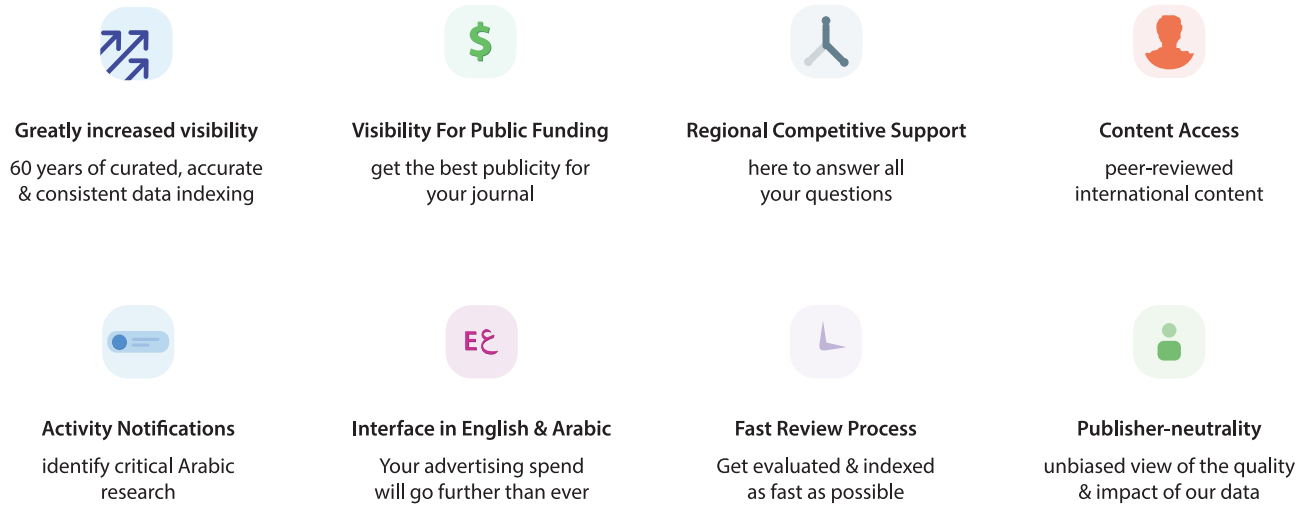 $
Greatly increased visibility
60 years of curated, accurate
& consistent data indexing
Visibility For Public Funding
get the best publicity for
your journal
Regional Competitive Support
here to answer all
your questions
Content Access
peer-reviewed
international content
Eع
Activity Notifications
identify critical Arabic
research
Interface in English & Arabic
Your advertising spend
will go further than ever
Fast Review Process
Get evaluated & indexed
as fast as possible
Publisher-neutrality
unbiased view of the quality
& impact of our data